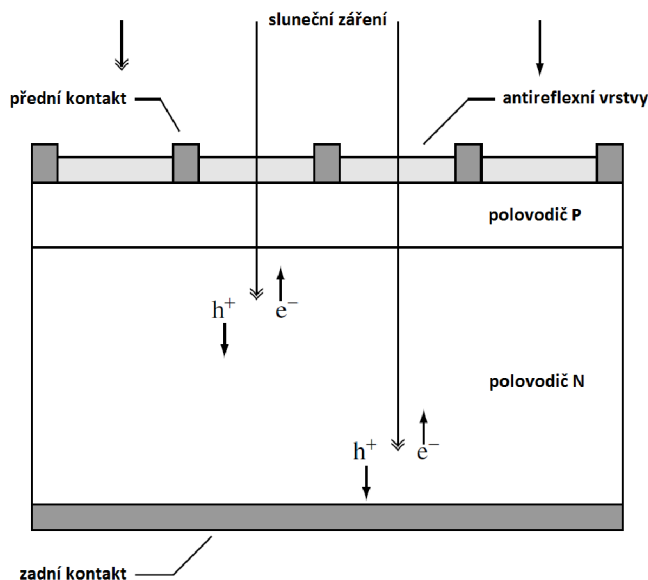 sluneční záření
přední kontakt
antireflexní vrstvy
polovodič P
h⁺ e⁻
polovodič N
h⁺ e⁻
zadní kontakt